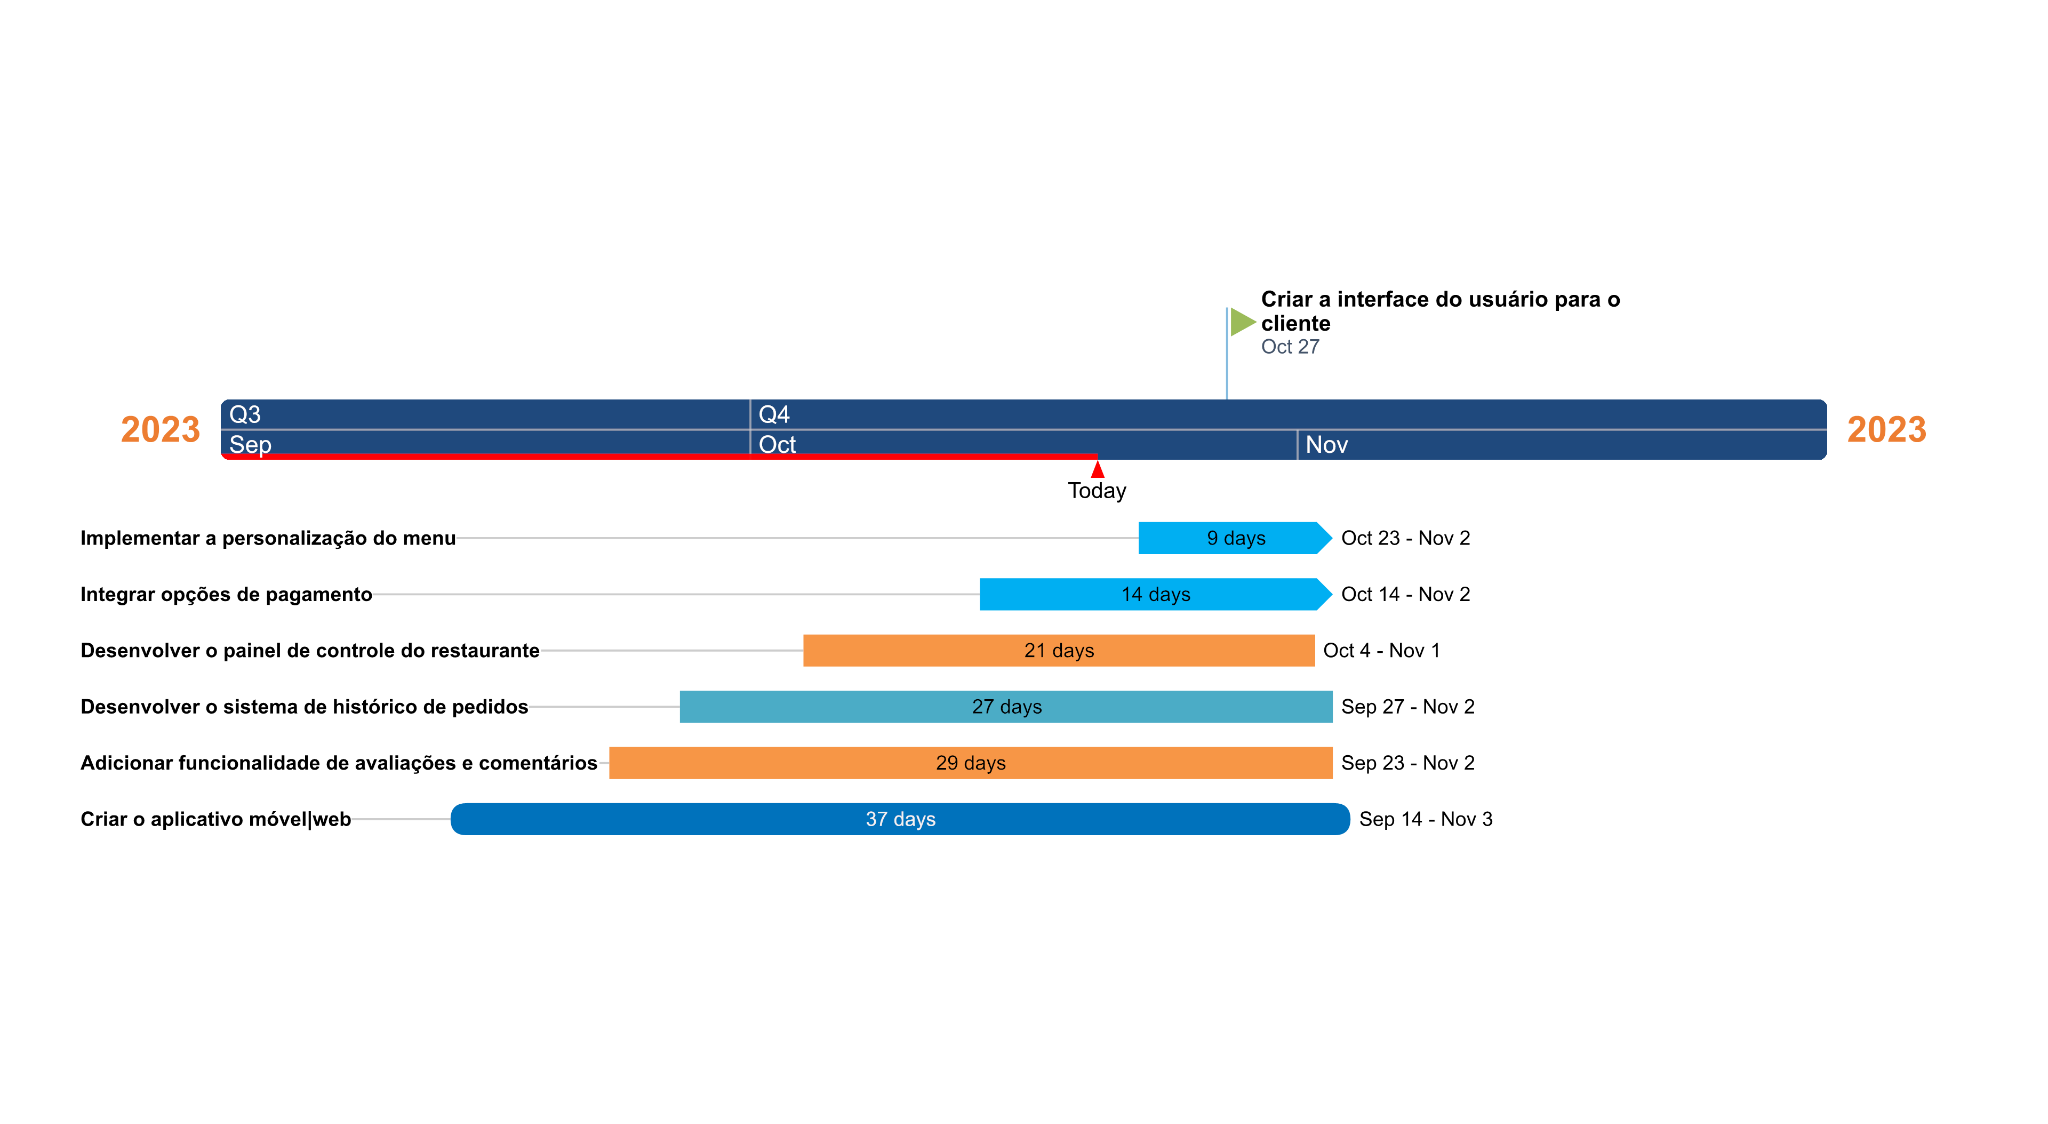 Criar a interface do usuário para o
cliente
Oct 27
2023
Q3
Q4
2023
Sep
Oct
Nov
Today
Implementar a personalização do menu
9 days
Oct 23 - Nov 2
Integrar opções de pagamento
14 days
Oct 14 - Nov 2
Desenvolver o painel de controle do restaurante
21 days
Oct 4 - Nov 1
Desenvolver o sistema de histórico de pedidos
27 days
Sep 27 - Nov 2
Adicionar funcionalidade de avaliações e comentários
29 days
Sep 23 - Nov 2
Criar o aplicativo móvel|web
37 days
Sep 14 - Nov 3